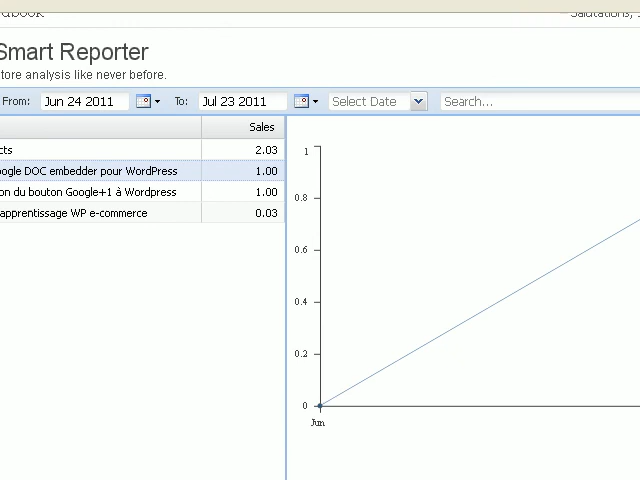 Smart Reporter
tore analysis like never before.
From: Jun 24 2011 To: Jul 23 2011 Select Date Search...
Sales
cts 2.03
ogle DOC embedder pour WordPress 1.00
on du bouton Google+1 à Wordpress 1.00
apprentissage WP e-commerce 0.03
1
0.8
0.6
0.4
0.2
0
Jun